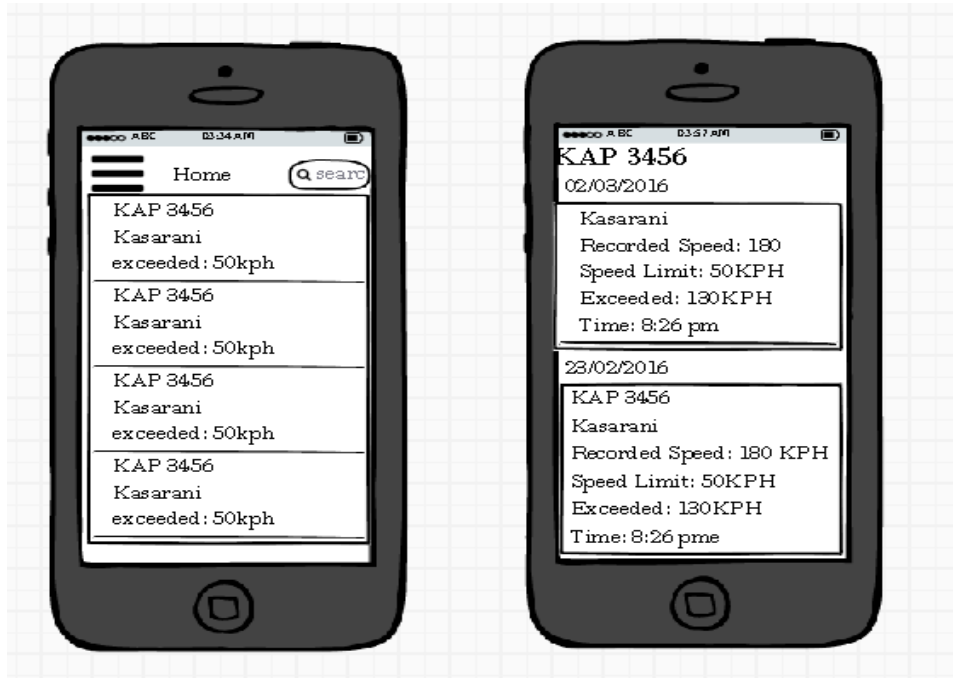 ABC 03:34 AM
Home
searc
KAP 3456
Kasarani
exceeded: 50kph
KAP 3456
Kasarani
exceeded: 50kph
KAP 3456
Kasarani
exceeded: 50kph
KAP 3456
Kasarani
exceeded: 50kph
ABC 03:57 AM
KAP 3456
02/03/2016
Kasarani
Recorded Speed: 180
Speed Limit: 50KPH
Exceeded: 130KPH
Time: 8:26 pm
23/02/2016
KAP 3456
Kasarani
Recorded Speed: 180 KPH
Speed Limit: 50KPH
Exceeded: 130KPH
Time: 8:26 pme